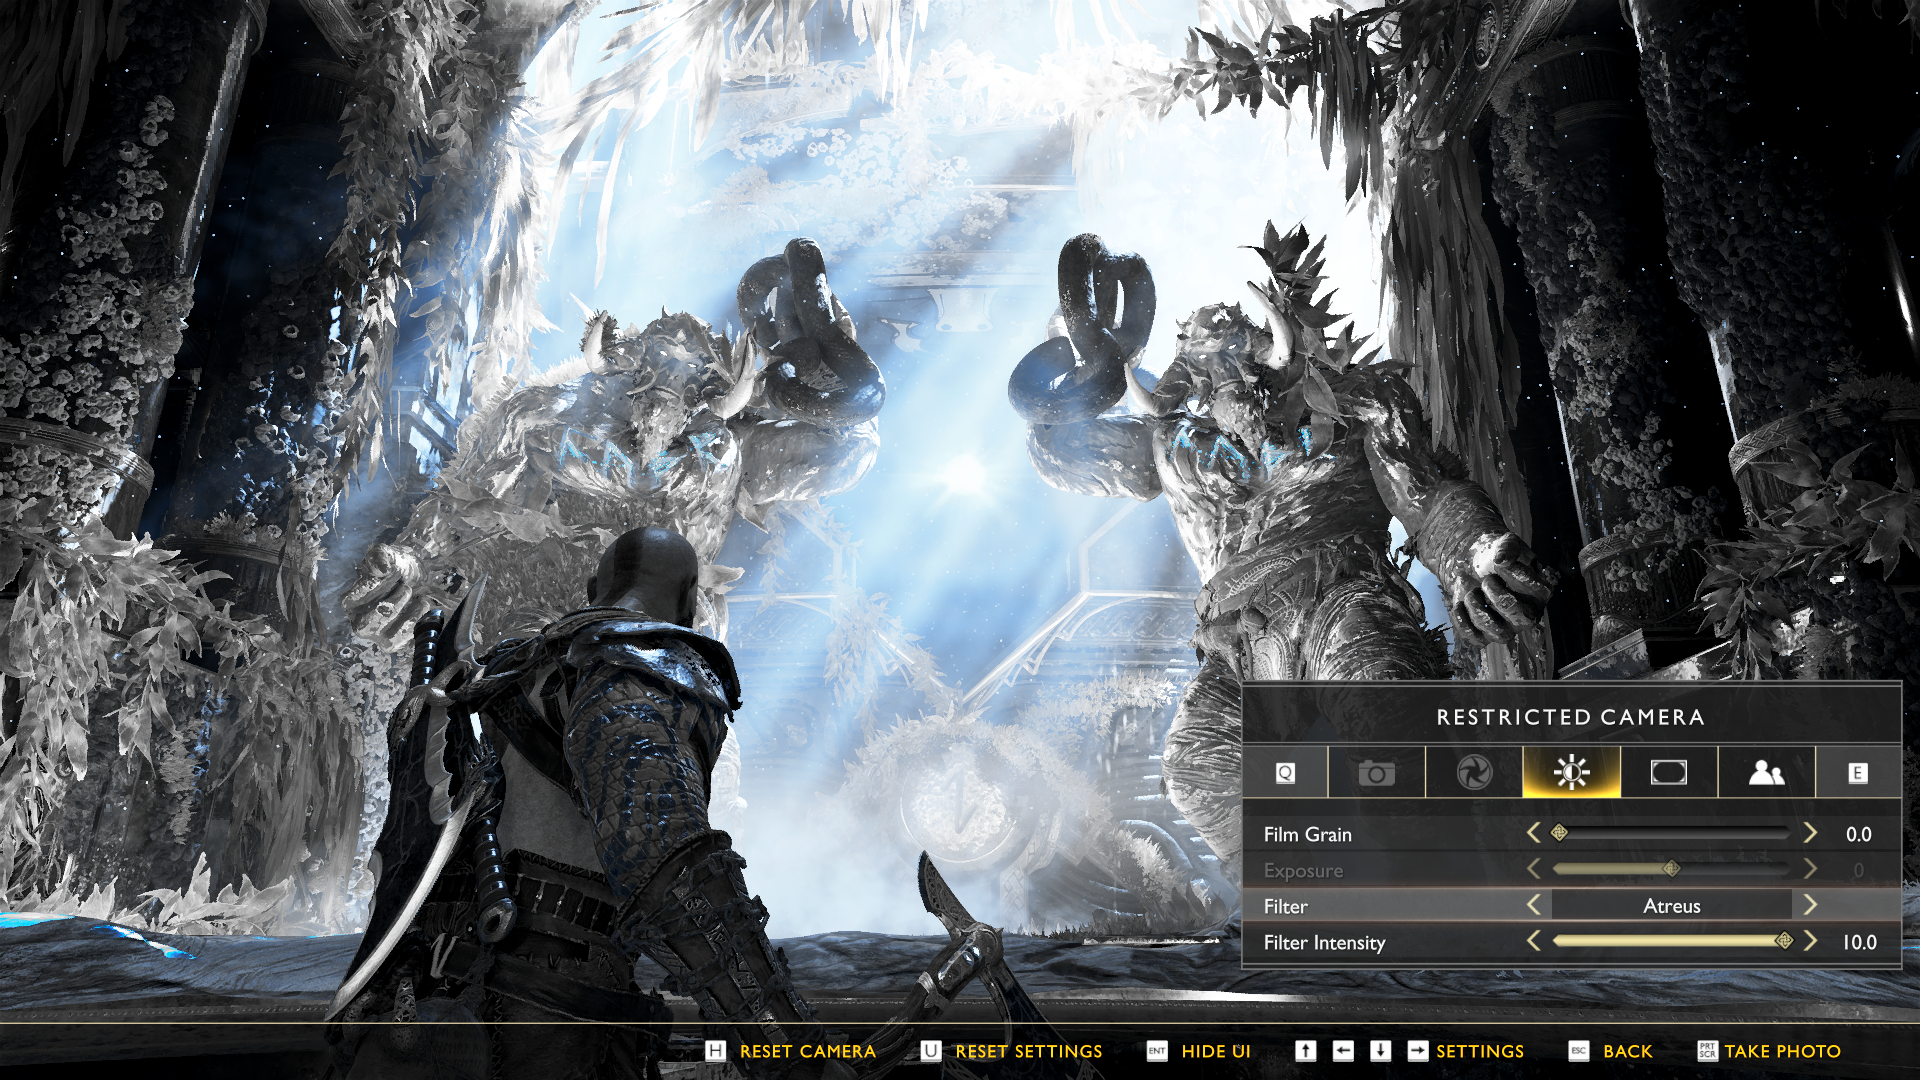 RESTRICTED CAMERA
Q E
Film Grain 0.0
Exposure 0
Filter Atreus
Filter Intensity 10.0
H RESET CAMERA U RESET SETTINGS ENT HIDE UI ↑ ← ↓ → SETTINGS ESC BACK PRT SCR TAKE PHOTO